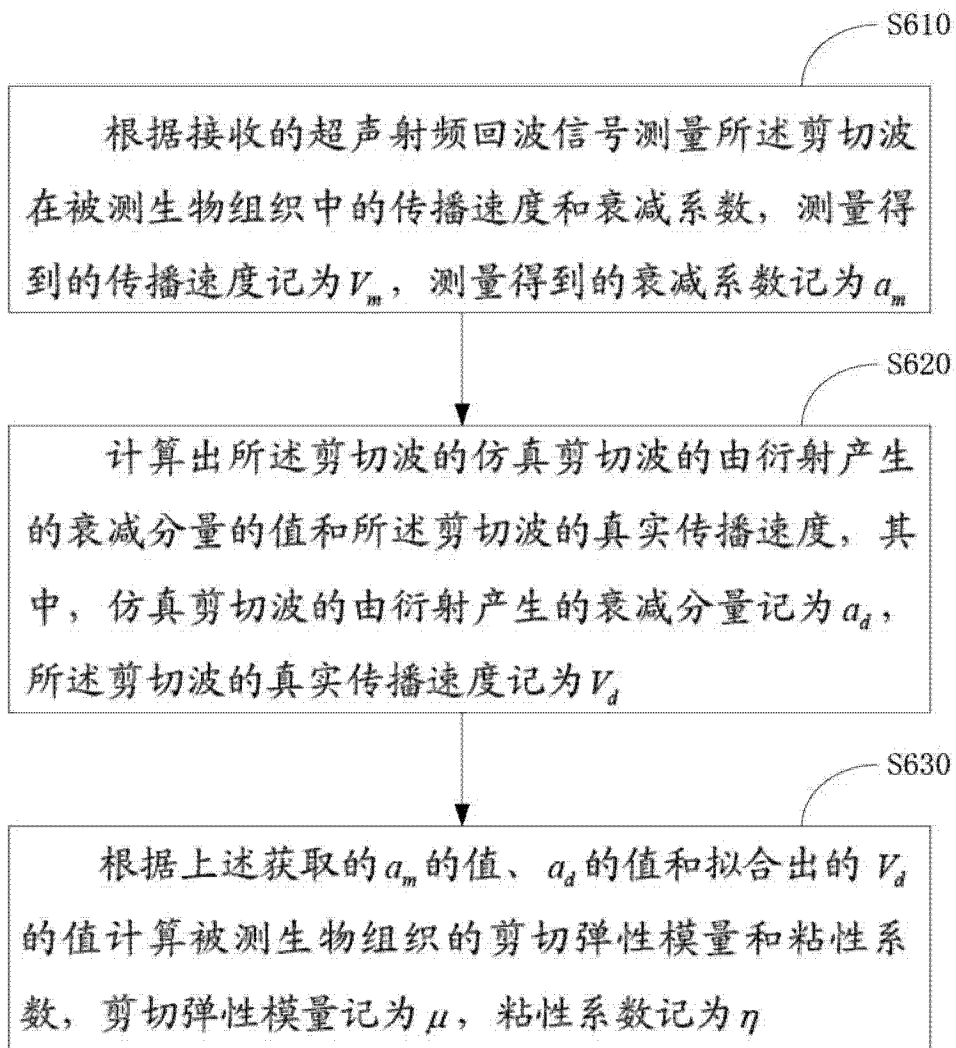 S610
根据接收的超声射频回波信号测量所述剪切波
在被测生物组织中的传播速度和衰减系数，测量得
到的传播速度记为V_m，测量得到的衰减系数记为a_m
S620
计算出所述剪切波的仿真剪切波的由衍射产生
的衰减分量的值和所述剪切波的真实传播速度，其
中，仿真剪切波的由衍射产生的衰减分量记为a_d，
所述剪切波的真实传播速度记为V_d
S630
根据上述获取的a_m的值、a_d的值和拟合出的V_d
的值计算被测生物组织的剪切弹性模量和粘性系
数，剪切弹性模量记为μ，粘性系数记为η